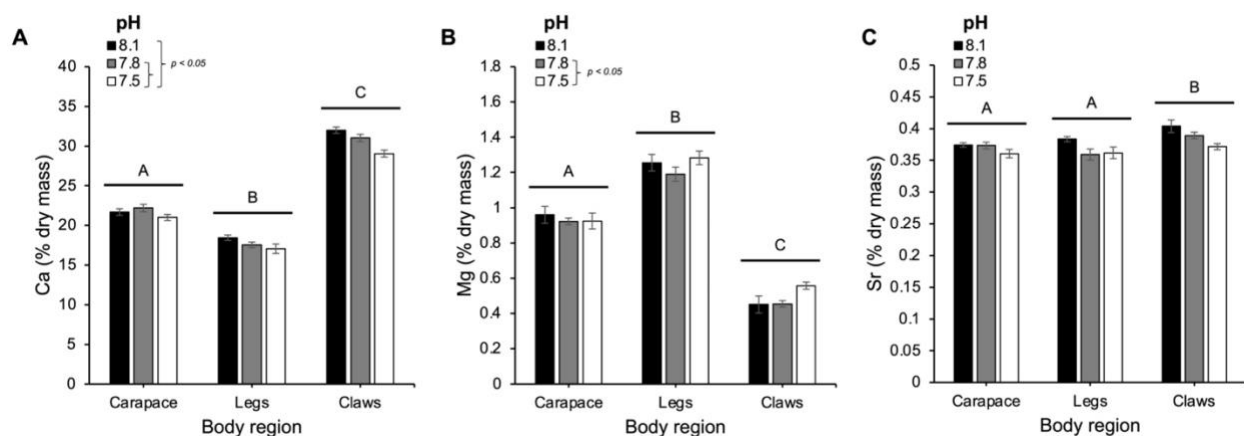 A
pH
8.1
7.8
7.5
p < 0.05
Ca (% dry mass)
40
35
30
25
20
15
10
5
0
A
B
C
Carapace Legs Claws
Body region
B
pH
8.1
7.8
7.5
p < 0.05
Mg (% dry mass)
1.8
1.6
1.4
1.2
1
0.8
0.6
0.4
0.2
0
A
B
C
Carapace Legs Claws
Body region
C
pH
8.1
7.8
7.5
Sr (% dry mass)
0.5
0.45
0.40
0.35
0.30
0.25
0.2
0.15
0.1
0.05
0
A
A
B
Carapace Legs Claws
Body region